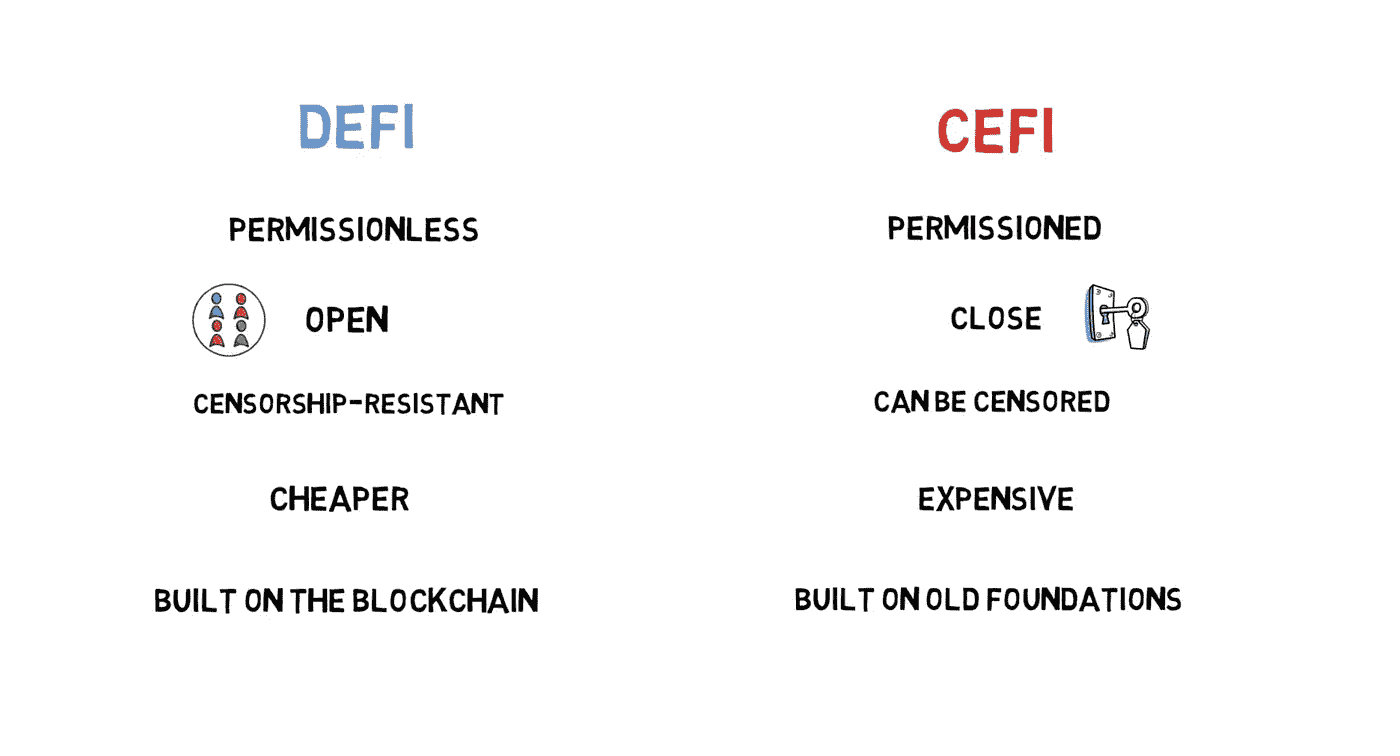 DEFI
CEFI
PERMISSIONLESS
PERMISSIONED
OPEN
CLOSE
CENSORSHIP-RESISTANT
CAN BE CENSORED
CHEAPER
EXPENSIVE
BUILT ON THE BLOCKCHAIN
BUILT ON OLD FOUNDATIONS